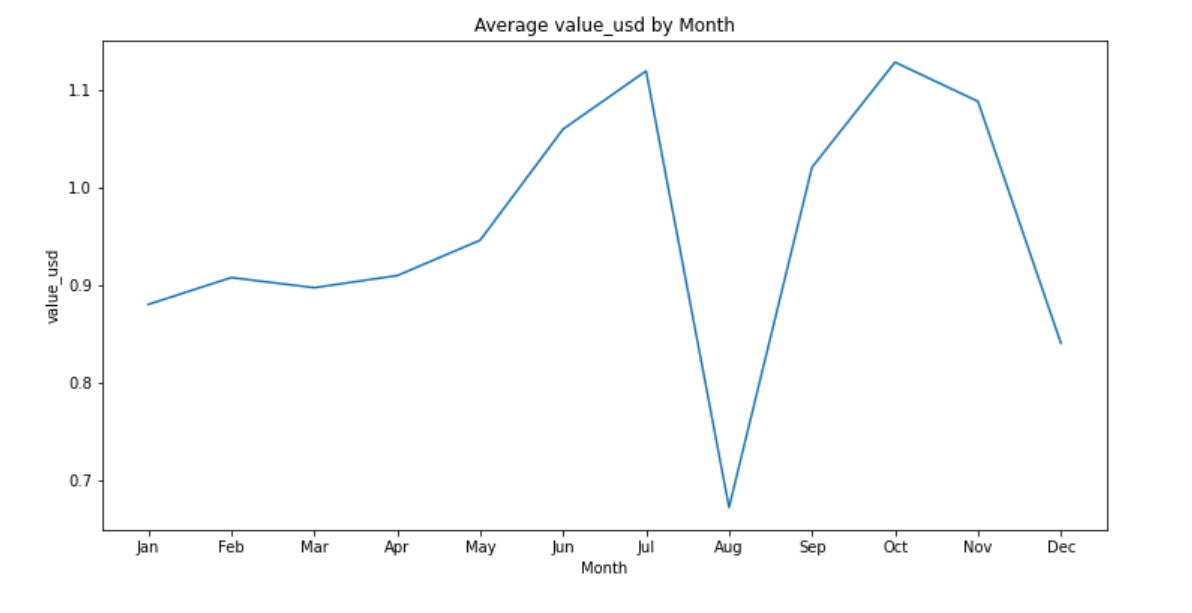 Average value_usd by Month
1.1
1.0
0.9
0.8
0.7
value_usd
Jan Feb Mar Apr May Jun Jul Aug Sep Oct Nov Dec
Month